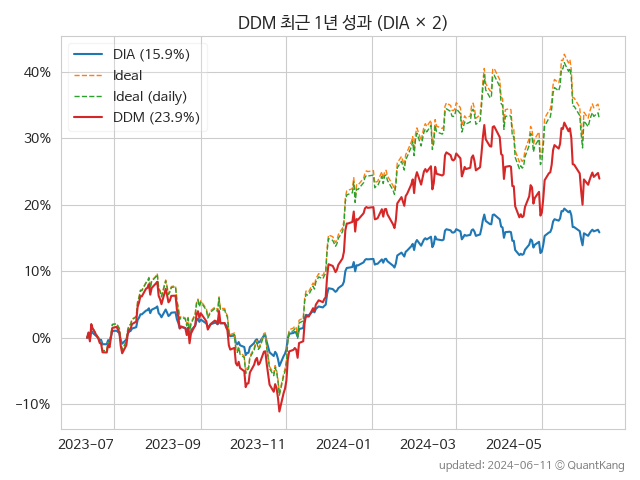 DDM 최근 1년 성과 (DIA × 2)
DIA (15.9%)
Ideal
Ideal (daily)
DDM (23.9%)
40%
30%
20%
10%
0%
−10%
2023−07
2023−09
2023−11
2024−01
2024−03
2024−05
updated: 2024−06−11 © QuantKang